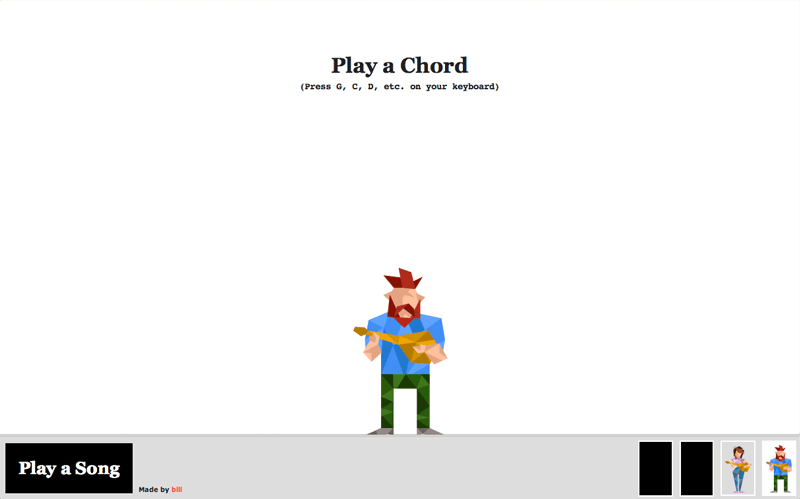 Play a Chord
(Press G, C, D, etc. on your keyboard)
Play a Song
Made by bill